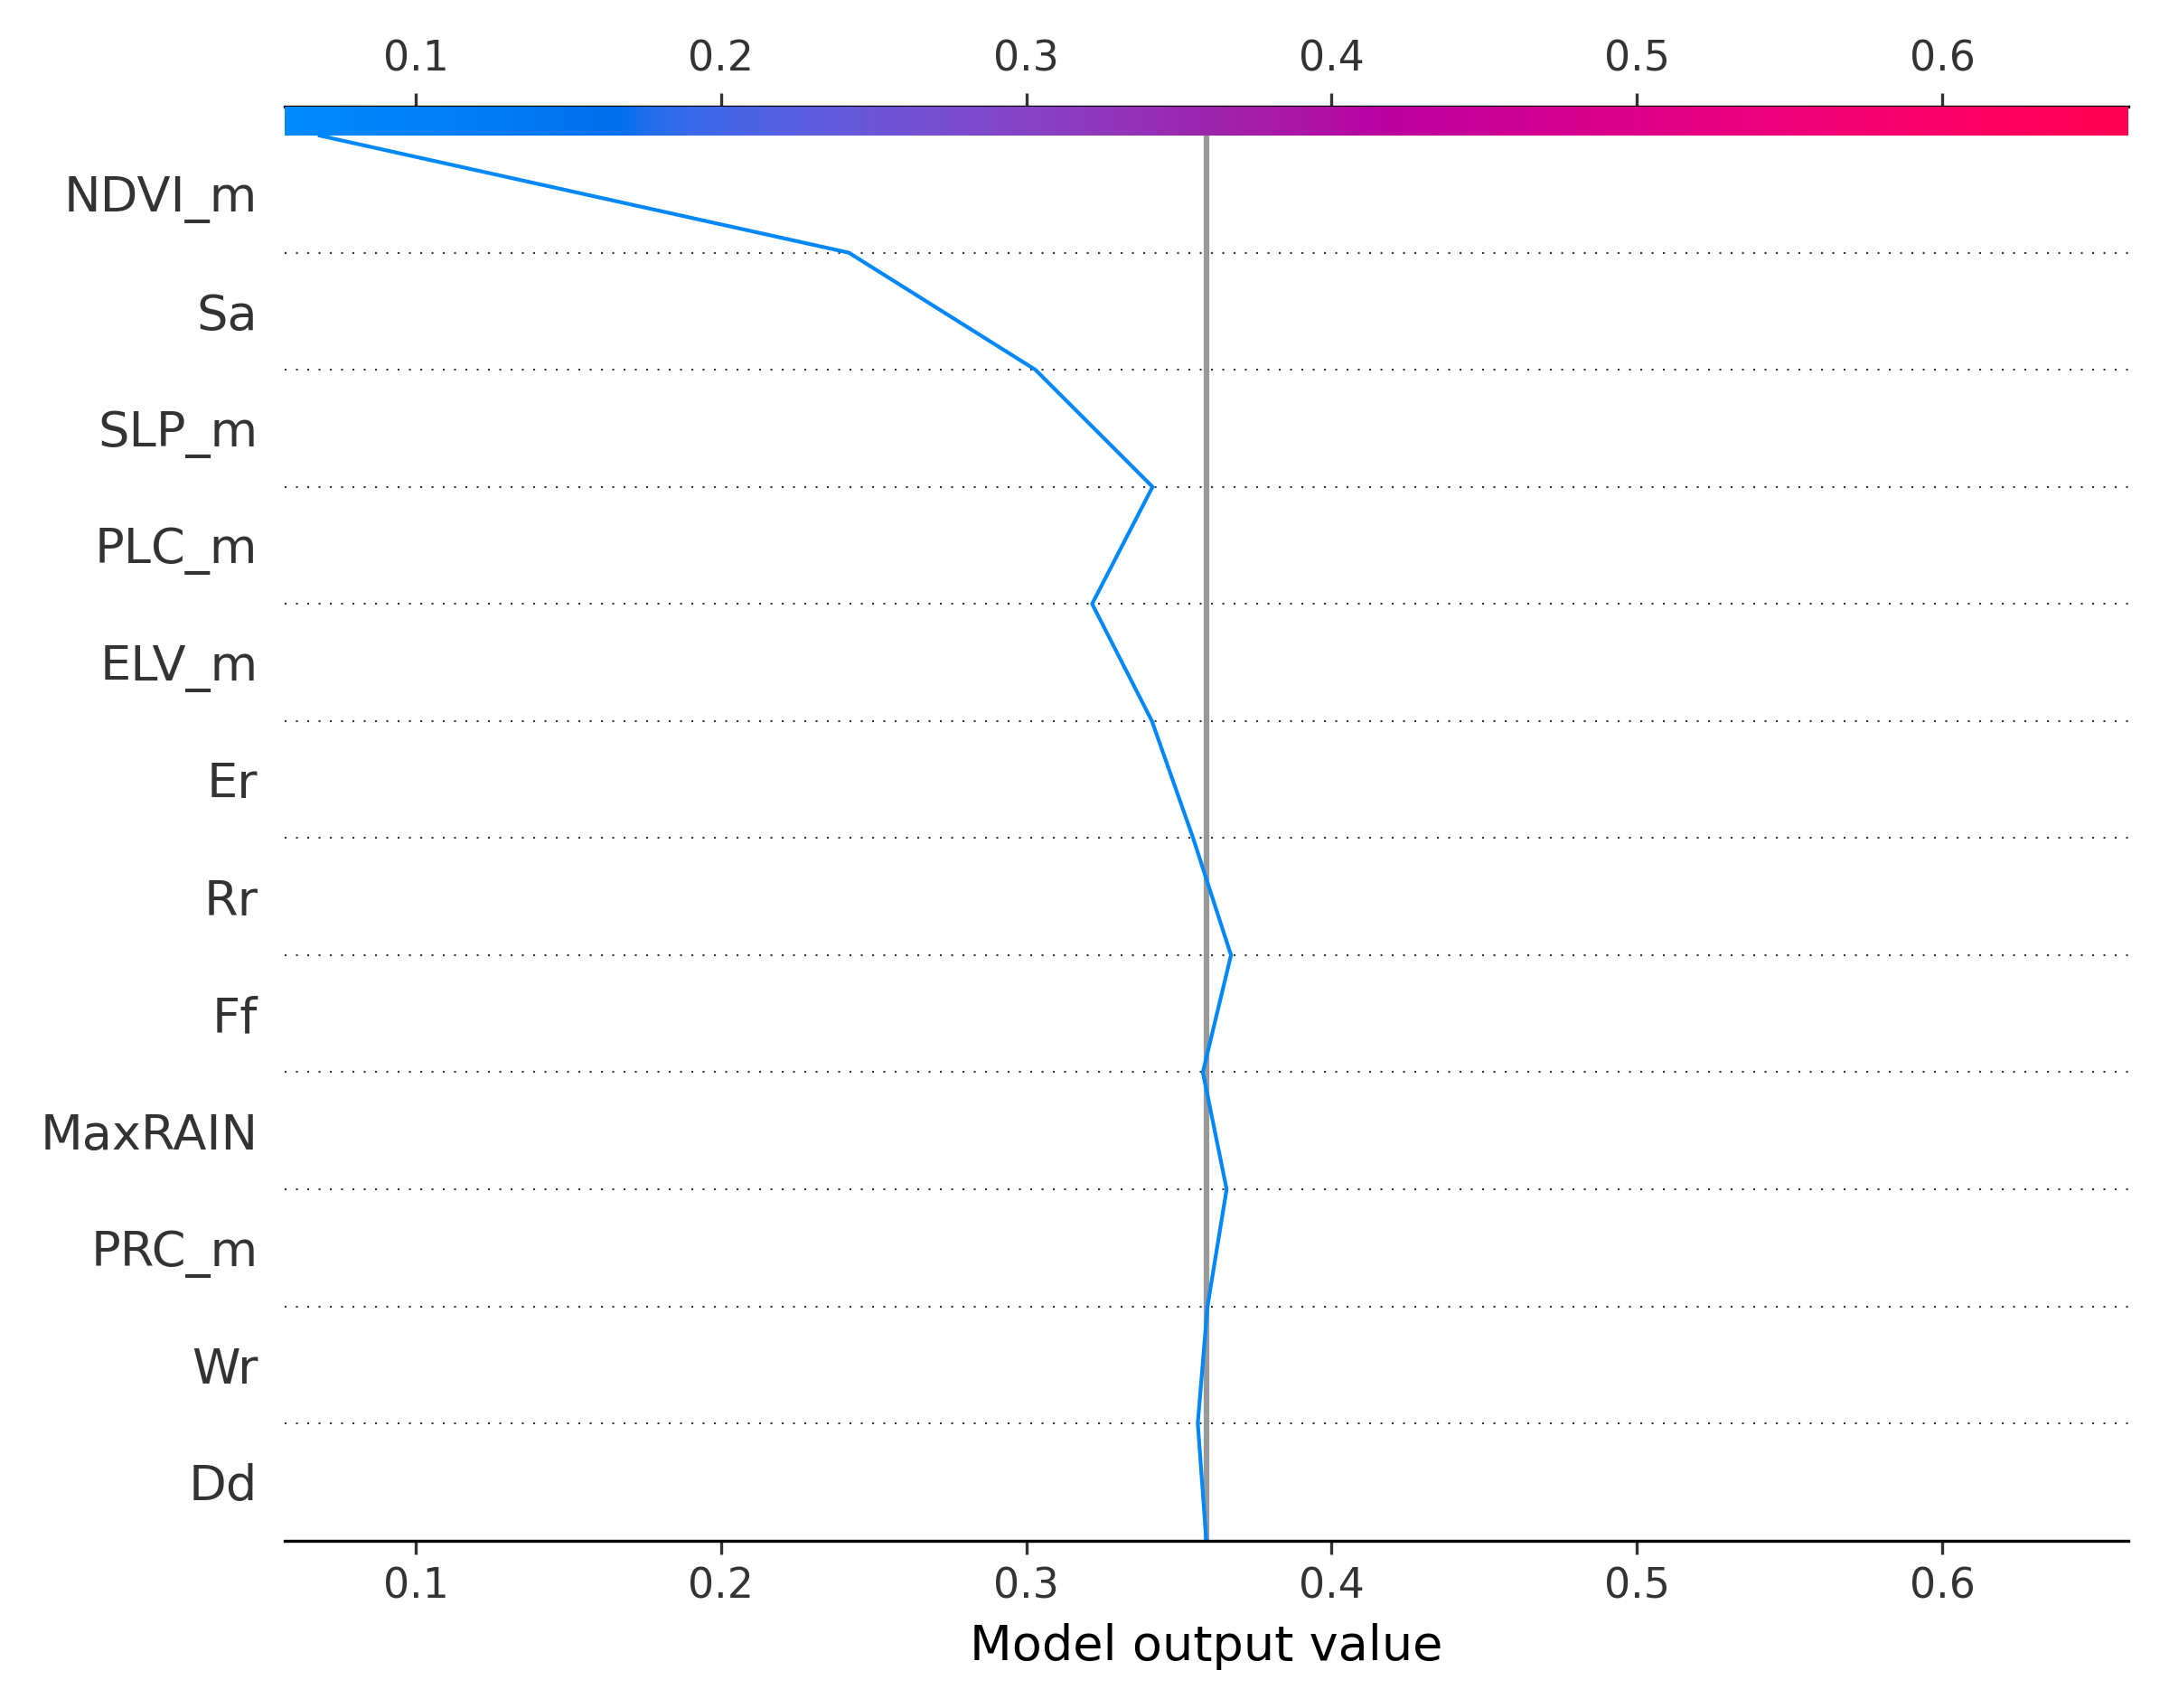 0.1 0.2 0.3 0.4 0.5 0.6
NDVI_m
Sa
SLP_m
PLC_m
ELV_m
Er
Rr
Ff
MaxRAIN
PRC_m
Wr
Dd
0.1 0.2 0.3 0.4 0.5 0.6
Model output value